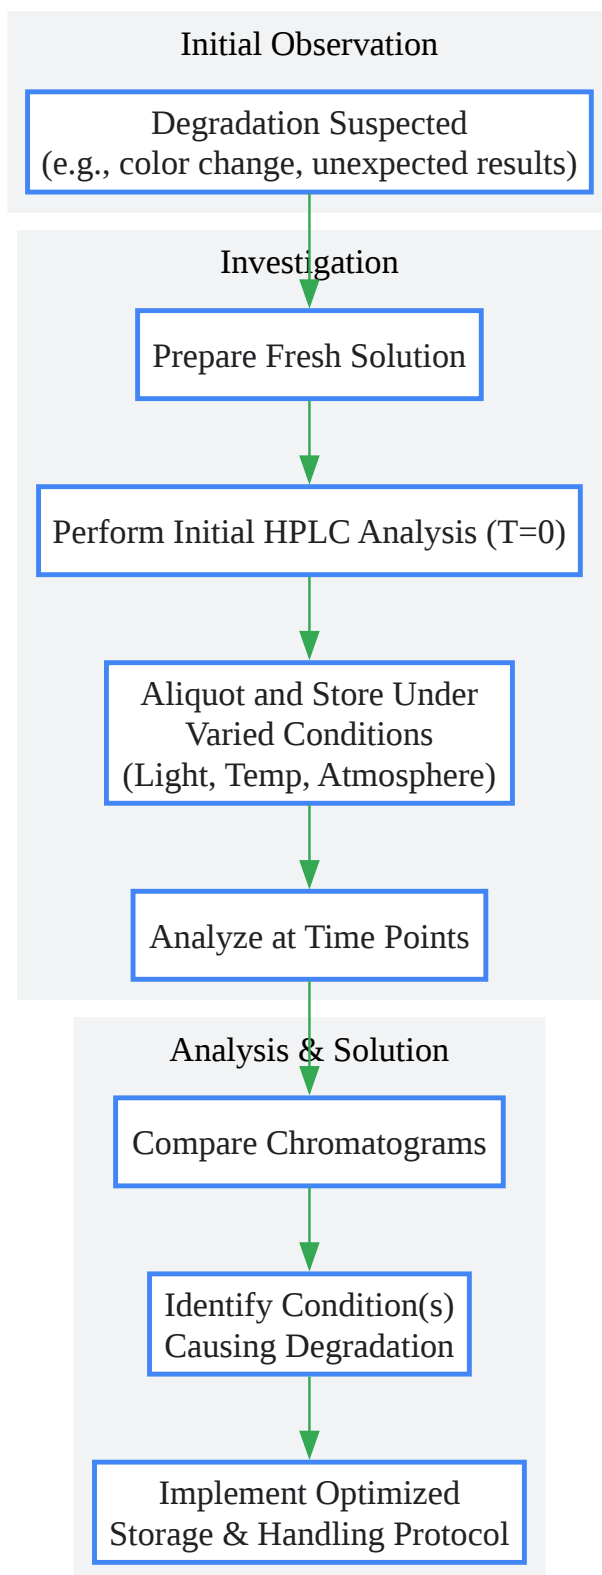 Initial Observation
Degradation Suspected
(e.g., color change, unexpected results)
Investigation
Prepare Fresh Solution
Perform Initial HPLC Analysis (T=0)
Aliquot and Store Under
Varied Conditions
(Light, Temp, Atmosphere)
Analyze at Time Points
Analysis & Solution
Compare Chromatograms
Identify Condition(s)
Causing Degradation
Implement Optimized
Storage & Handling Protocol